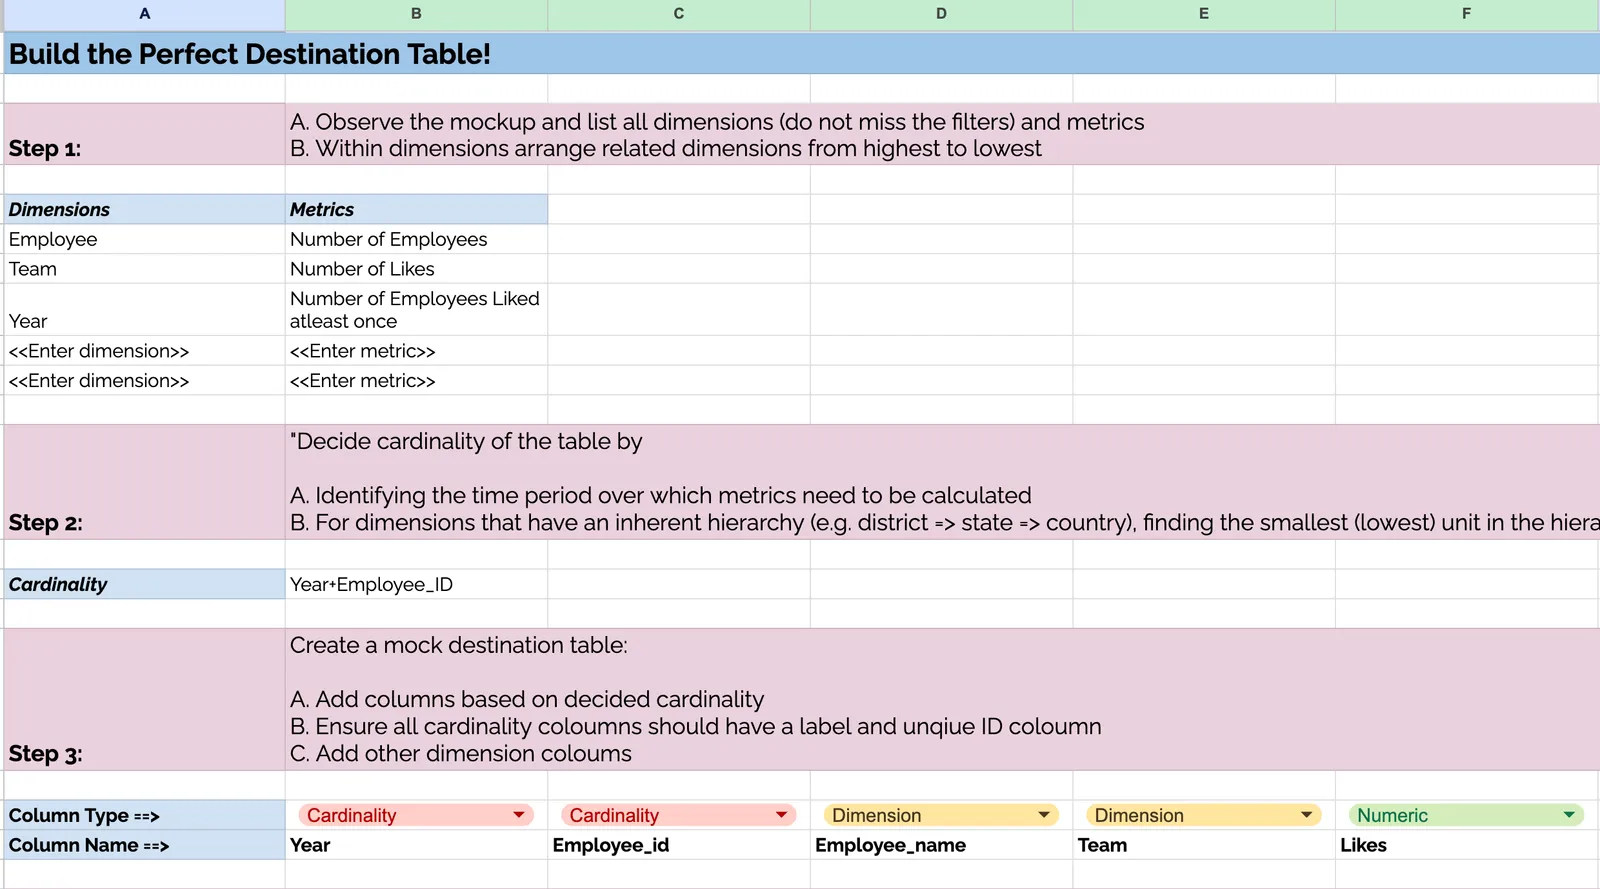 A B C D E F
Build the Perfect Destination Table!
A. Observe the mockup and list all dimensions (do not miss the filters) and metrics
Step 1: B. Within dimensions arrange related dimensions from highest to lowest
Dimensions Metrics
Employee Number of Employees
Team Number of Likes
Number of Employees Liked
Year atleast once
<<Enter dimension>> <<Enter metric>>
<<Enter dimension>> <<Enter metric>>
"Decide cardinality of the table by
A. Identifying the time period over which metrics need to be calculated
Step 2: B. For dimensions that have an inherent hierarchy (e.g. district => state => country), finding the smallest (lowest) unit in the hiera
Cardinality Year+Employee_ID
Create a mock destination table:
A. Add columns based on decided cardinality
B. Ensure all cardinality coloumns should have a label and unqiue ID coloumn
Step 3: C. Add other dimension coloums
Column Type ==> Cardinality Cardinality Dimension Dimension Numeric
Column Name ==> Year Employee_id Employee_name Team Likes